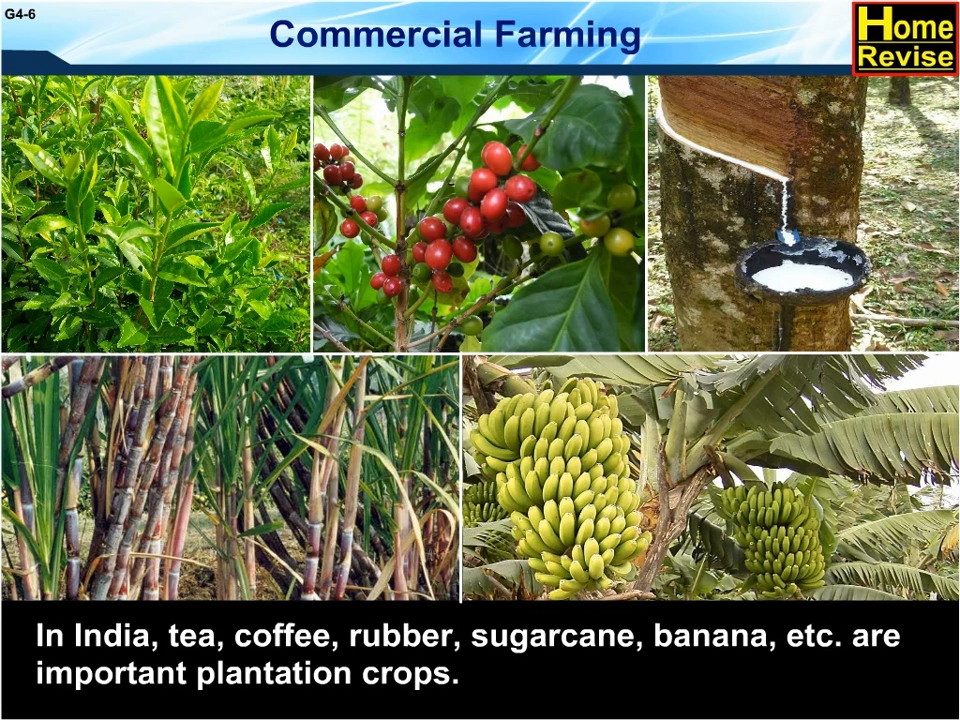 G4-6
Commercial Farming
Home
Revise
In India, tea, coffee, rubber, sugarcane, banana, etc. are
important plantation crops.